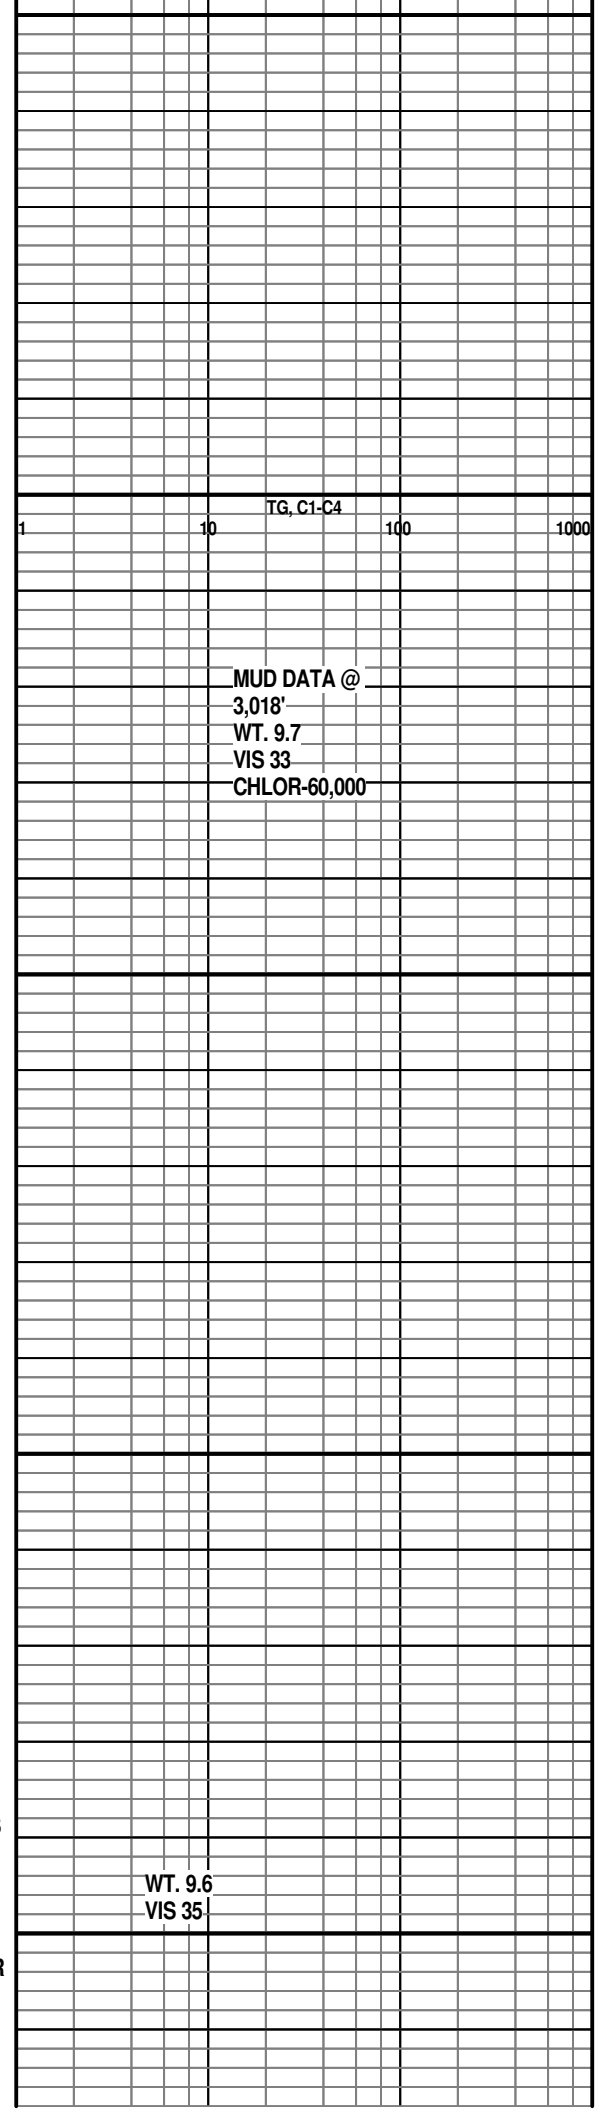 TG, C1-C4
1 10 100 1000
MUD DATA @
3,018'
WT. 9.7
VIS 33
CHLOR-60,000
WT. 9.6
VIS 35
R